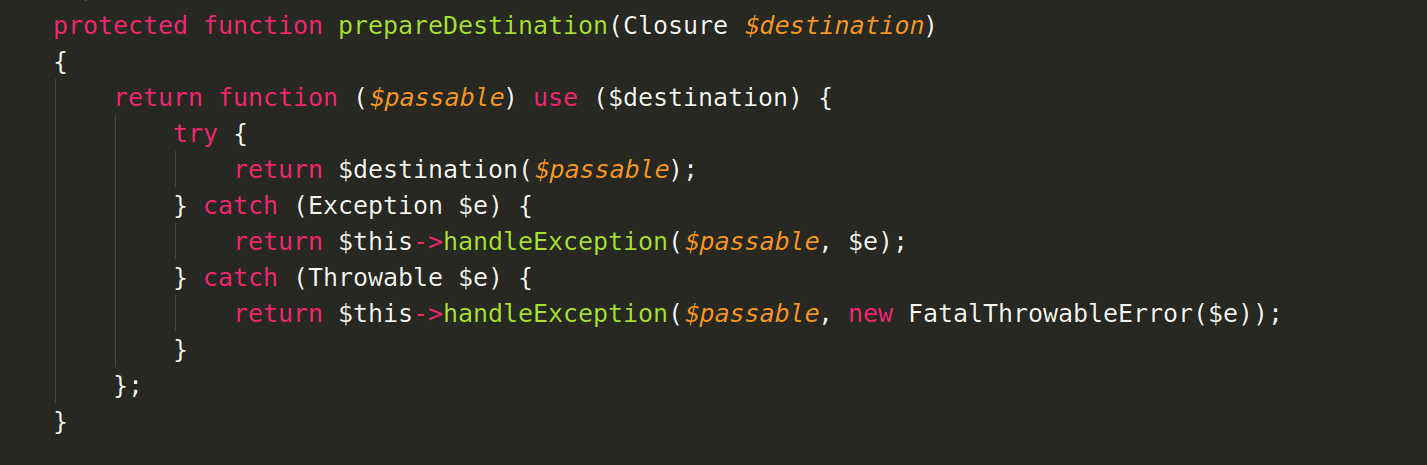 protected function prepareDestination(Closure $destination)
{
    return function ($passable) use ($destination) {
        try {
            return $destination($passable);
        } catch (Exception $e) {
            return $this->handleException($passable, $e);
        } catch (Throwable $e) {
            return $this->handleException($passable, new FatalThrowableError($e));
        }
    };
}